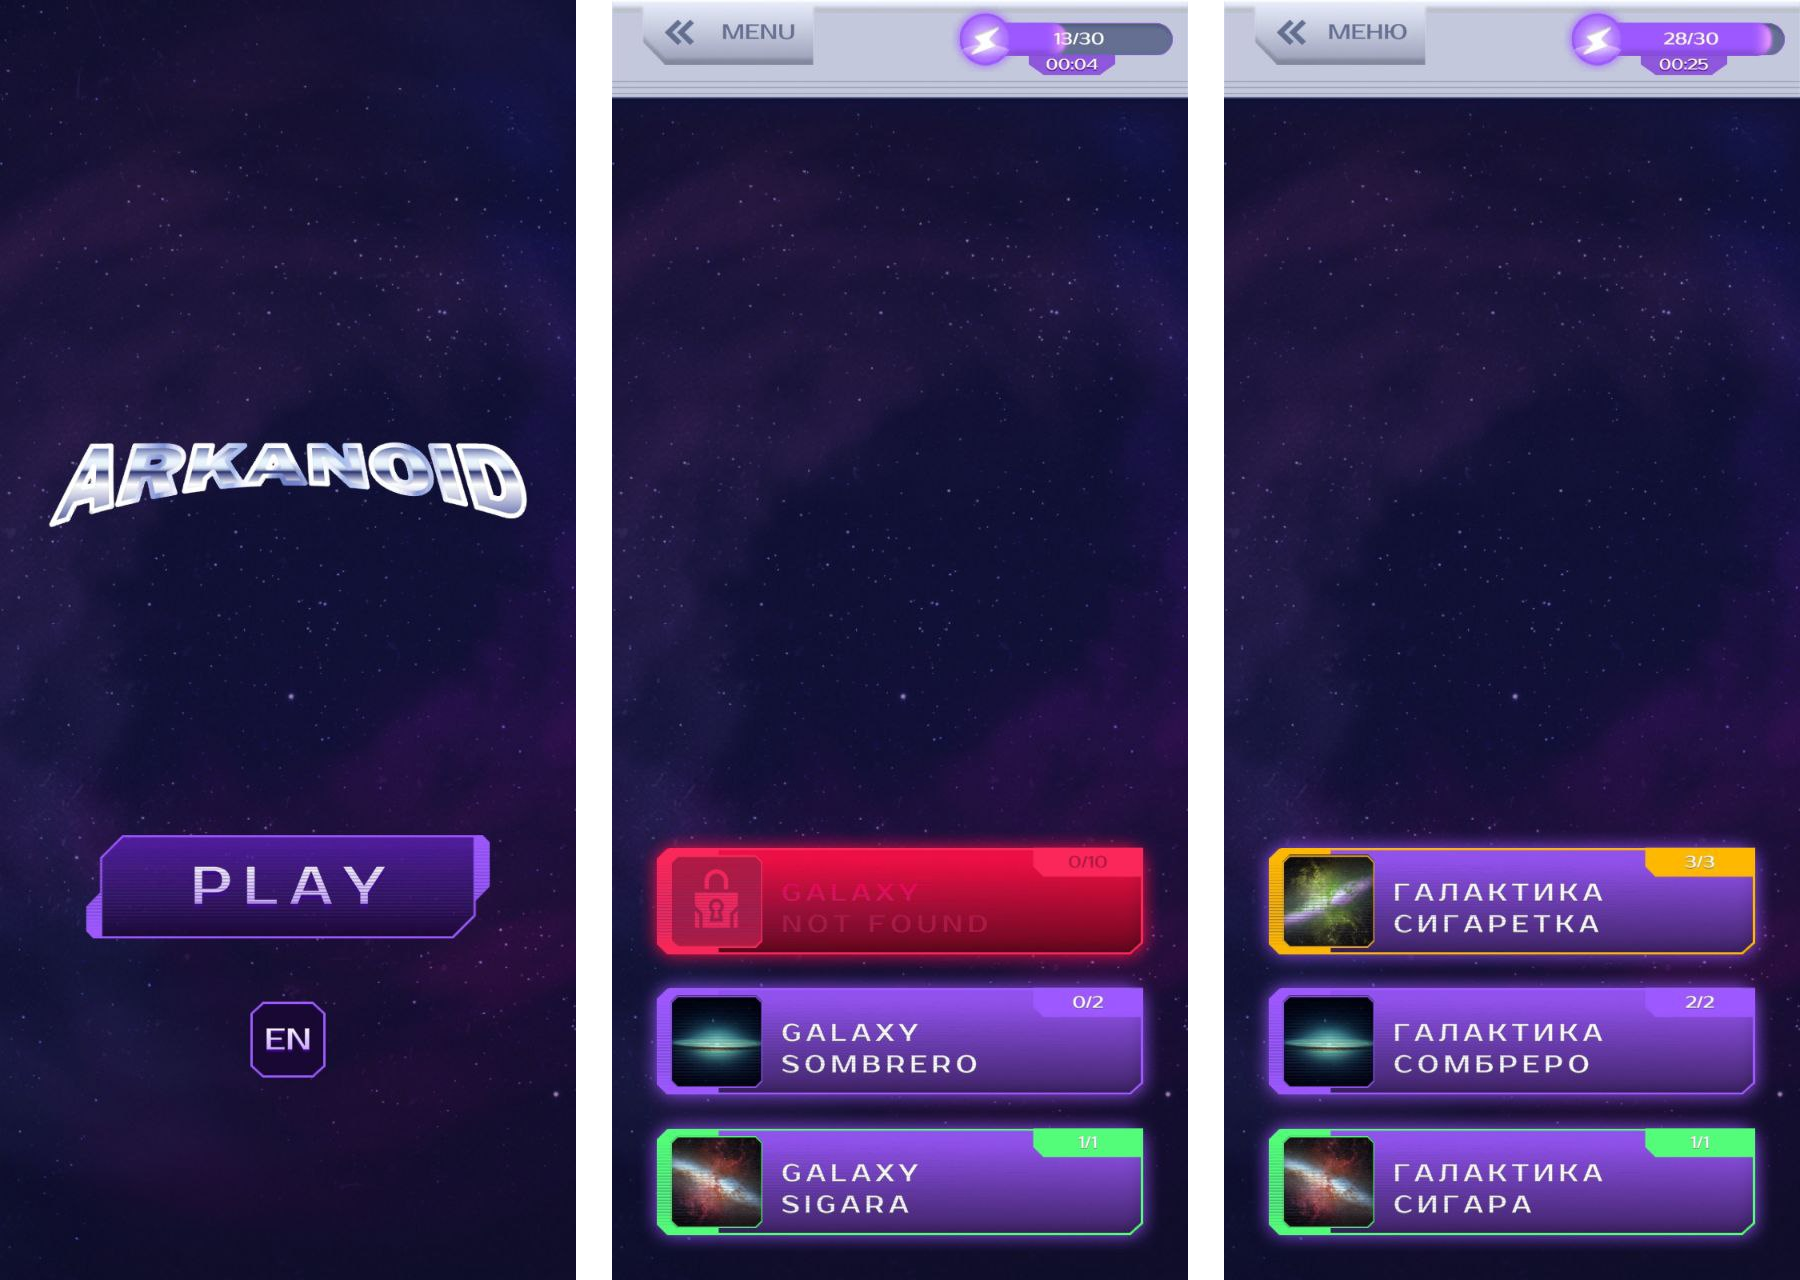 ARKANOID
PLAY
EN
MENU
13/30
00:04
0/10
GALAXY
NOT FOUND
0/2
GALAXY
SOMBRERO
1/1
GALAXY
SIGARA
МЕНЮ
28/30
00:25
3/3
ГАЛАКТИКА
СИГАРЕТКА
2/2
ГАЛАКТИКА
СОМБРЕРО
1/1
ГАЛАКТИКА
СИГАРА